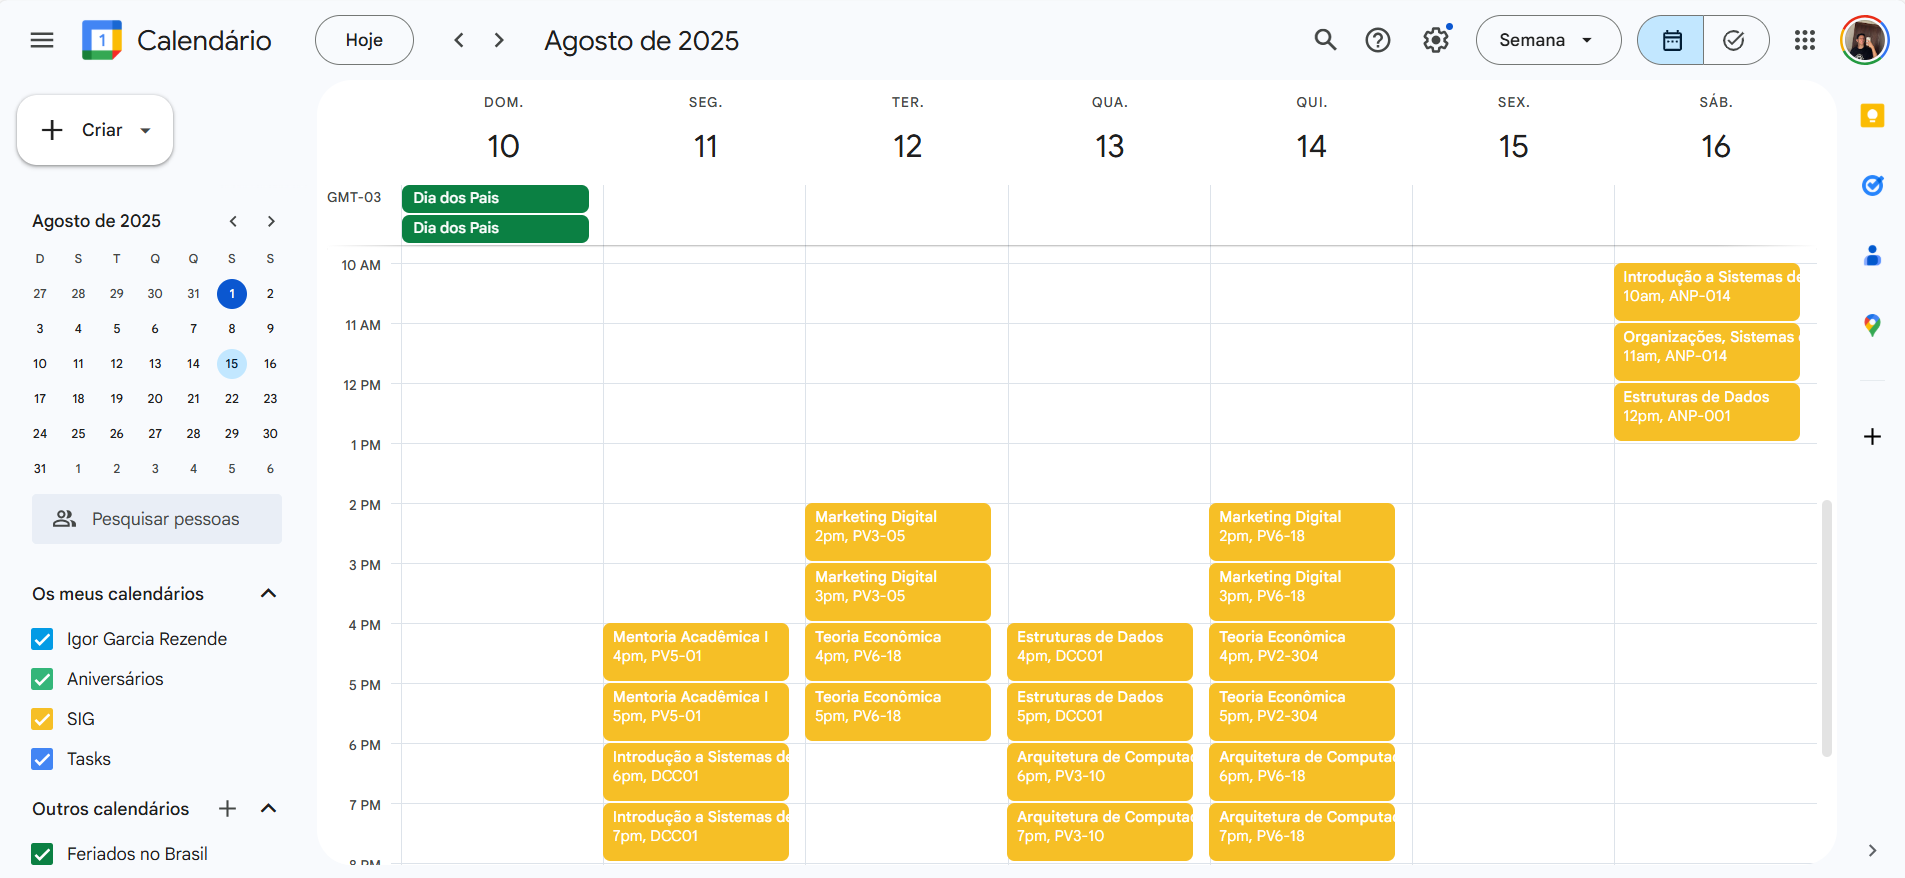 1
Calendário
Hoje
Agosto de 2025
Semana
Criar
Agosto de 2025
D S T Q Q S S
27 28 29 30 31 1 2
3 4 5 6 7 8 9
10 11 12 13 14 15 16
17 18 19 20 21 22 23
24 25 26 27 28 29 30
31 1 2 3 4 5 6
Pesquisar pessoas
Os meus calendários
Igor Garcia Rezende
Aniversários
SIG
Tasks
Outros calendários
Feriados no Brasil
DOM. SEG. TER. QUA. QUI. SEX. SÁB.
10 11 12 13 14 15 16
GMT-03
Dia dos Pais
Dia dos Pais
10 AM
11 AM
12 PM
1 PM
2 PM
3 PM
4 PM
5 PM
6 PM
7 PM
8 PM
Mentoria Acadêmica I
4pm, PV5-01
Mentoria Acadêmica I
5pm, PV5-01
Introdução a Sistemas de
6pm, DCC01
Introdução a Sistemas de
7pm, DCC01
Marketing Digital
2pm, PV3-05
Marketing Digital
3pm, PV3-05
Teoria Econômica
4pm, PV6-18
Teoria Econômica
5pm, PV6-18
Estruturas de Dados
4pm, DCC01
Estruturas de Dados
5pm, DCC01
Arquitetura de Computad
6pm, PV3-10
Arquitetura de Computad
7pm, PV3-10
Marketing Digital
2pm, PV6-18
Marketing Digital
3pm, PV6-18
Teoria Econômica
4pm, PV2-304
Teoria Econômica
5pm, PV2-304
Arquitetura de Computad
6pm, PV6-18
Arquitetura de Computad
7pm, PV6-18
Introdução a Sistemas de
10am, ANP-014
Organizações, Sistemas
11am, ANP-014
Estruturas de Dados
12pm, ANP-001